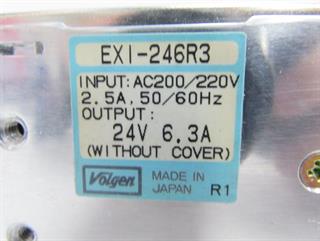 EXI-246R3
INPUT:AC200/220V
2.5A,50/60Hz
OUTPUT:
24V 6.3A
(WITHOUT COVER)
Volgen
MADE IN
JAPAN R1